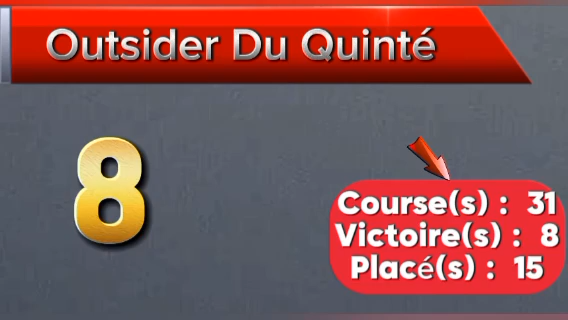 Outsider Du Quinté
8
Course(s) : 31
Victoire(s) : 8
Placé(s) : 15